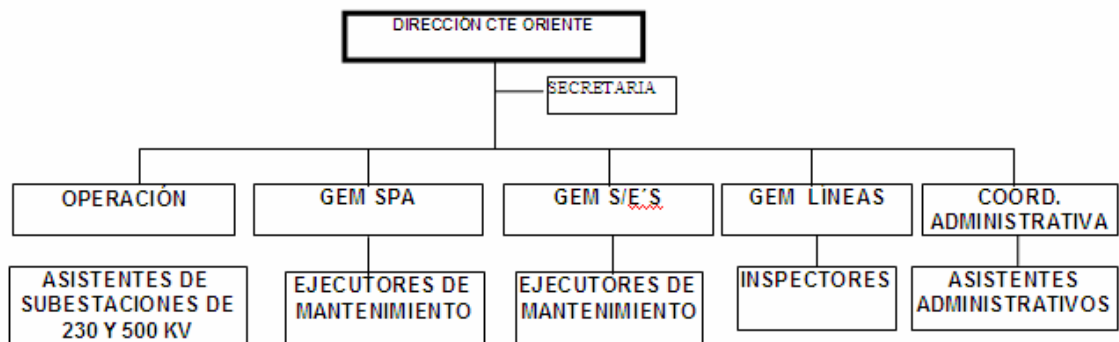 DIRECCIÓN CTE ORIENTE
SECRETARIA
OPERACIÓN
GEM SPA
GEM S/E´S
GEM LÍNEAS
COORD.
ADMINISTRATIVA
ASISTENTES DE
SUBESTACIONES DE
230 Y 500 KV
EJECUTORES DE
MANTENIMIENTO
EJECUTORES DE
MANTENIMIENTO
INSPECTORES
ASISTENTES
ADMINISTRATIVOS